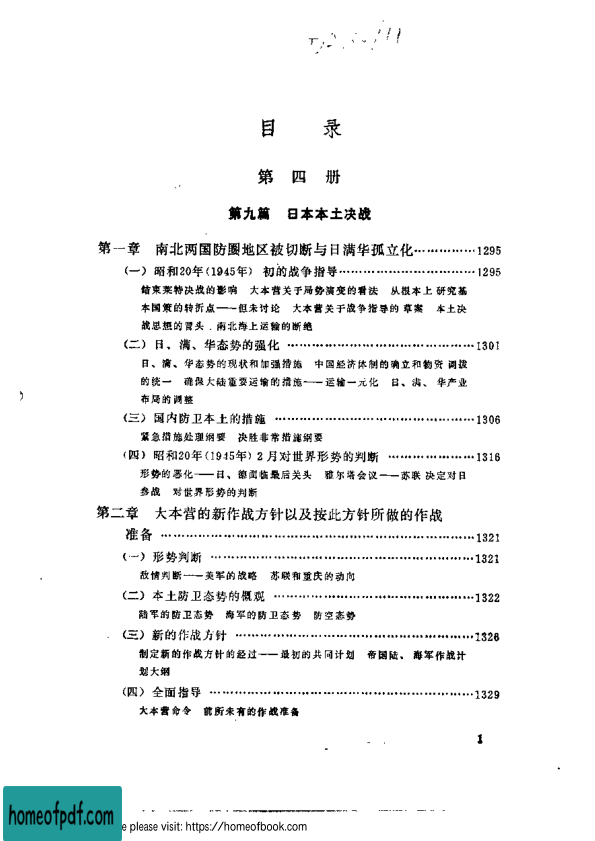 目 录
第 四 册
第九篇 日本本土决战
第一章 南北两国防圈地区被切断与日满华孤立化……………1295
(一) 昭和20年(1945年) 初的战争指导……………………………1295
结束莱特决战的影响 大本营关于局势演变的看法 从根本上研究基
本国策的转折点——但未讨论 大本营关于战争指导的草案 本土决
战思想的冒头 南北海上运输的断绝
(二) 日、满、华态势的强化……………………………………1301
日、满、华态势的现状和加强措施 中国经济体制的确立和物资调拨
的统一 确保大陆重要运输的措施——运输一元化 日、满、华产业
布局的调整
(三) 国内防卫本土的措施……………………………………1306
紧急措施处理纲要 决胜非常措施纲要
(四) 昭和20年(1945年) 2月对世界形势的判断………………1316
形势的恶化——日、德面临最后关头 雅尔塔会议——苏联决定对日
参战 对世界形势的判断
第二章 大本营的新作战方针以及按此方针所做的作战
准备……………………………………………………1321
(一) 形势判断………………………………………………1321
敌情判断——美军的战略 苏联和重庆的动向
(二) 本土防卫态势的概观……………………………………1322
陆军的防卫态势 海军的防卫态势 防空态势
(三) 新的作战方针……………………………………………1326
制定新的作战方针的经过——最初的共同计划 帝国陆、海军作战计
划大纲
(四) 全面指导………………………………………………1329
大本营命令 前所未有的作战准备
1
homeofpdf.com
e please visit: https://homeofbook.com